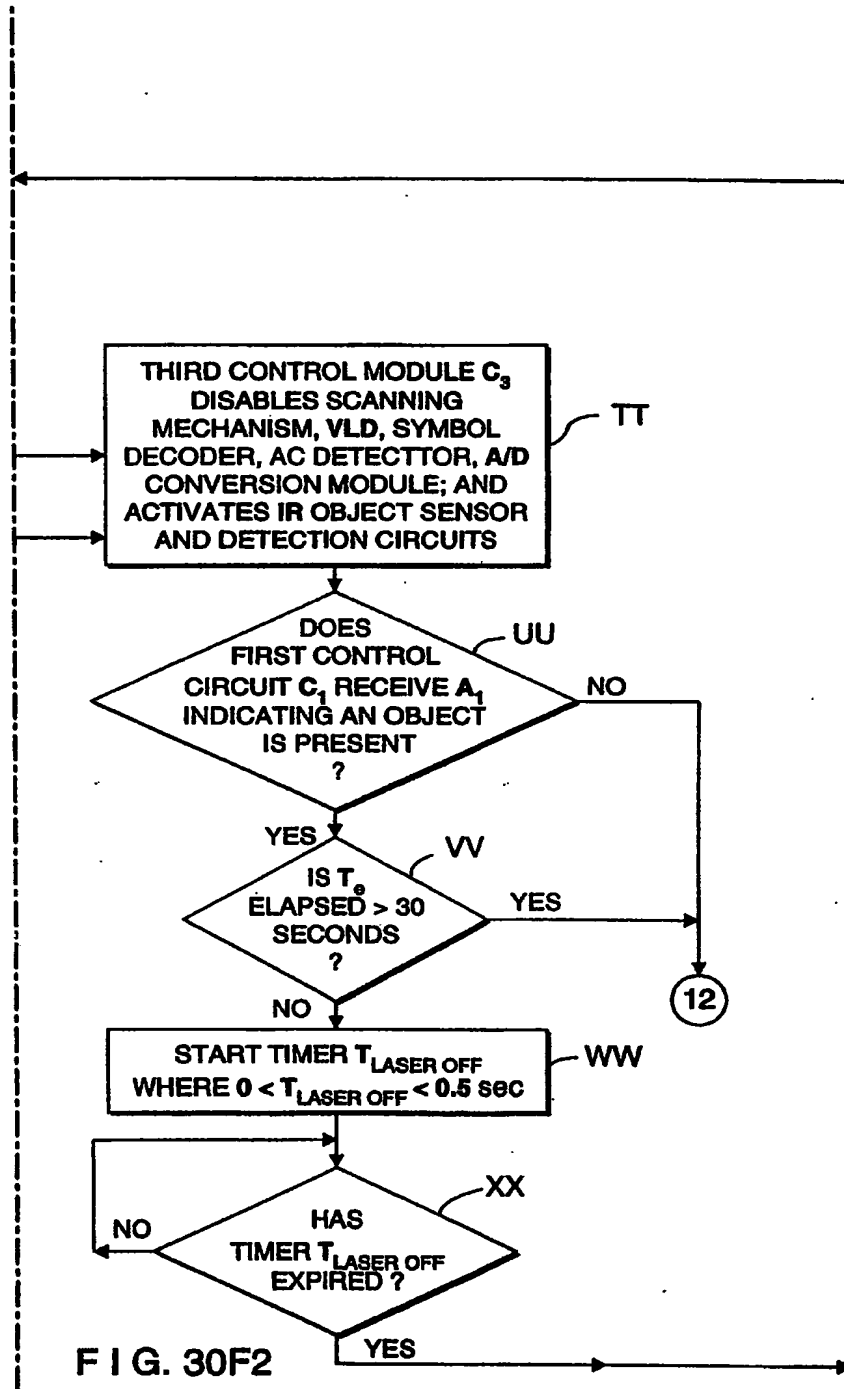 THIRD CONTROL MODULE C3
DISABLES SCANNING
MECHANISM, VLD, SYMBOL
DECODER, AC DETECTTOR, A/D
CONVERSION MODULE; AND
ACTIVATES IR OBJECT SENSOR
AND DETECTION CIRCUITS
TT
DOES
FIRST CONTROL
CIRCUIT C1 RECEIVE A1
INDICATING AN OBJECT
IS PRESENT
?
UU
NO
YES
IS Te
ELAPSED > 30
SECONDS
?
VV
YES
12
NO
START TIMER TLASER OFF
WHERE 0 < TLASER OFF < 0.5 sec
WW
HAS
TIMER TLASER OFF
EXPIRED ?
XX
NO
YES
F I G. 30F2